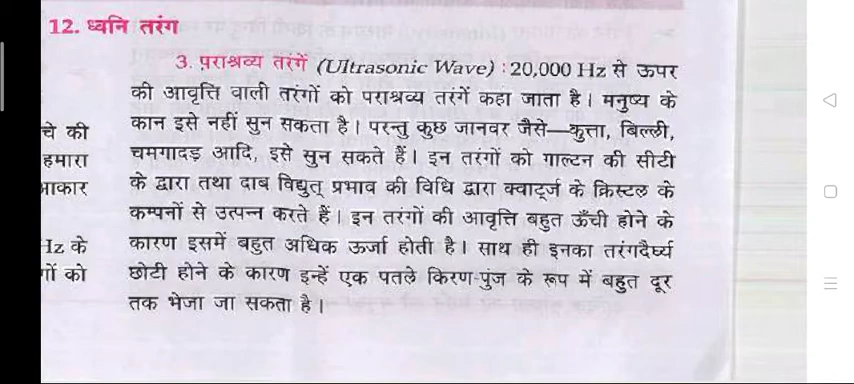 12. ध्वनि तरंग
3. पराश्रव्य तरंगें (Ultrasonic Wave) : 20,000 Hz से ऊपर
की आवृत्ति वाली तरंगों को पराश्रव्य तरंगें कहा जाता है। मनुष्य के
कान इसे नहीं सुन सकता है। परन्तु कुछ जानवर जैसे—कुत्ता, बिल्ली,
चमगादड़ आदि, इसे सुन सकते हैं। इन तरंगों को गाल्टन की सीटी
के द्वारा तथा दाब विद्युत् प्रभाव की विधि द्वारा क्वार्ट्ज के क्रिस्टल के
कम्पनों से उत्पन्न करते हैं। इन तरंगों की आवृत्ति बहुत ऊँची होने के
कारण इसमें बहुत अधिक ऊर्जा होती है। साथ ही इनका तरंगदैर्घ्य
छोटी होने के कारण इन्हें एक पतले किरण-पुंज के रूप में बहुत दूर
तक भेजा जा सकता है।
चे की
हमारा
आकार
Hz के
गों को